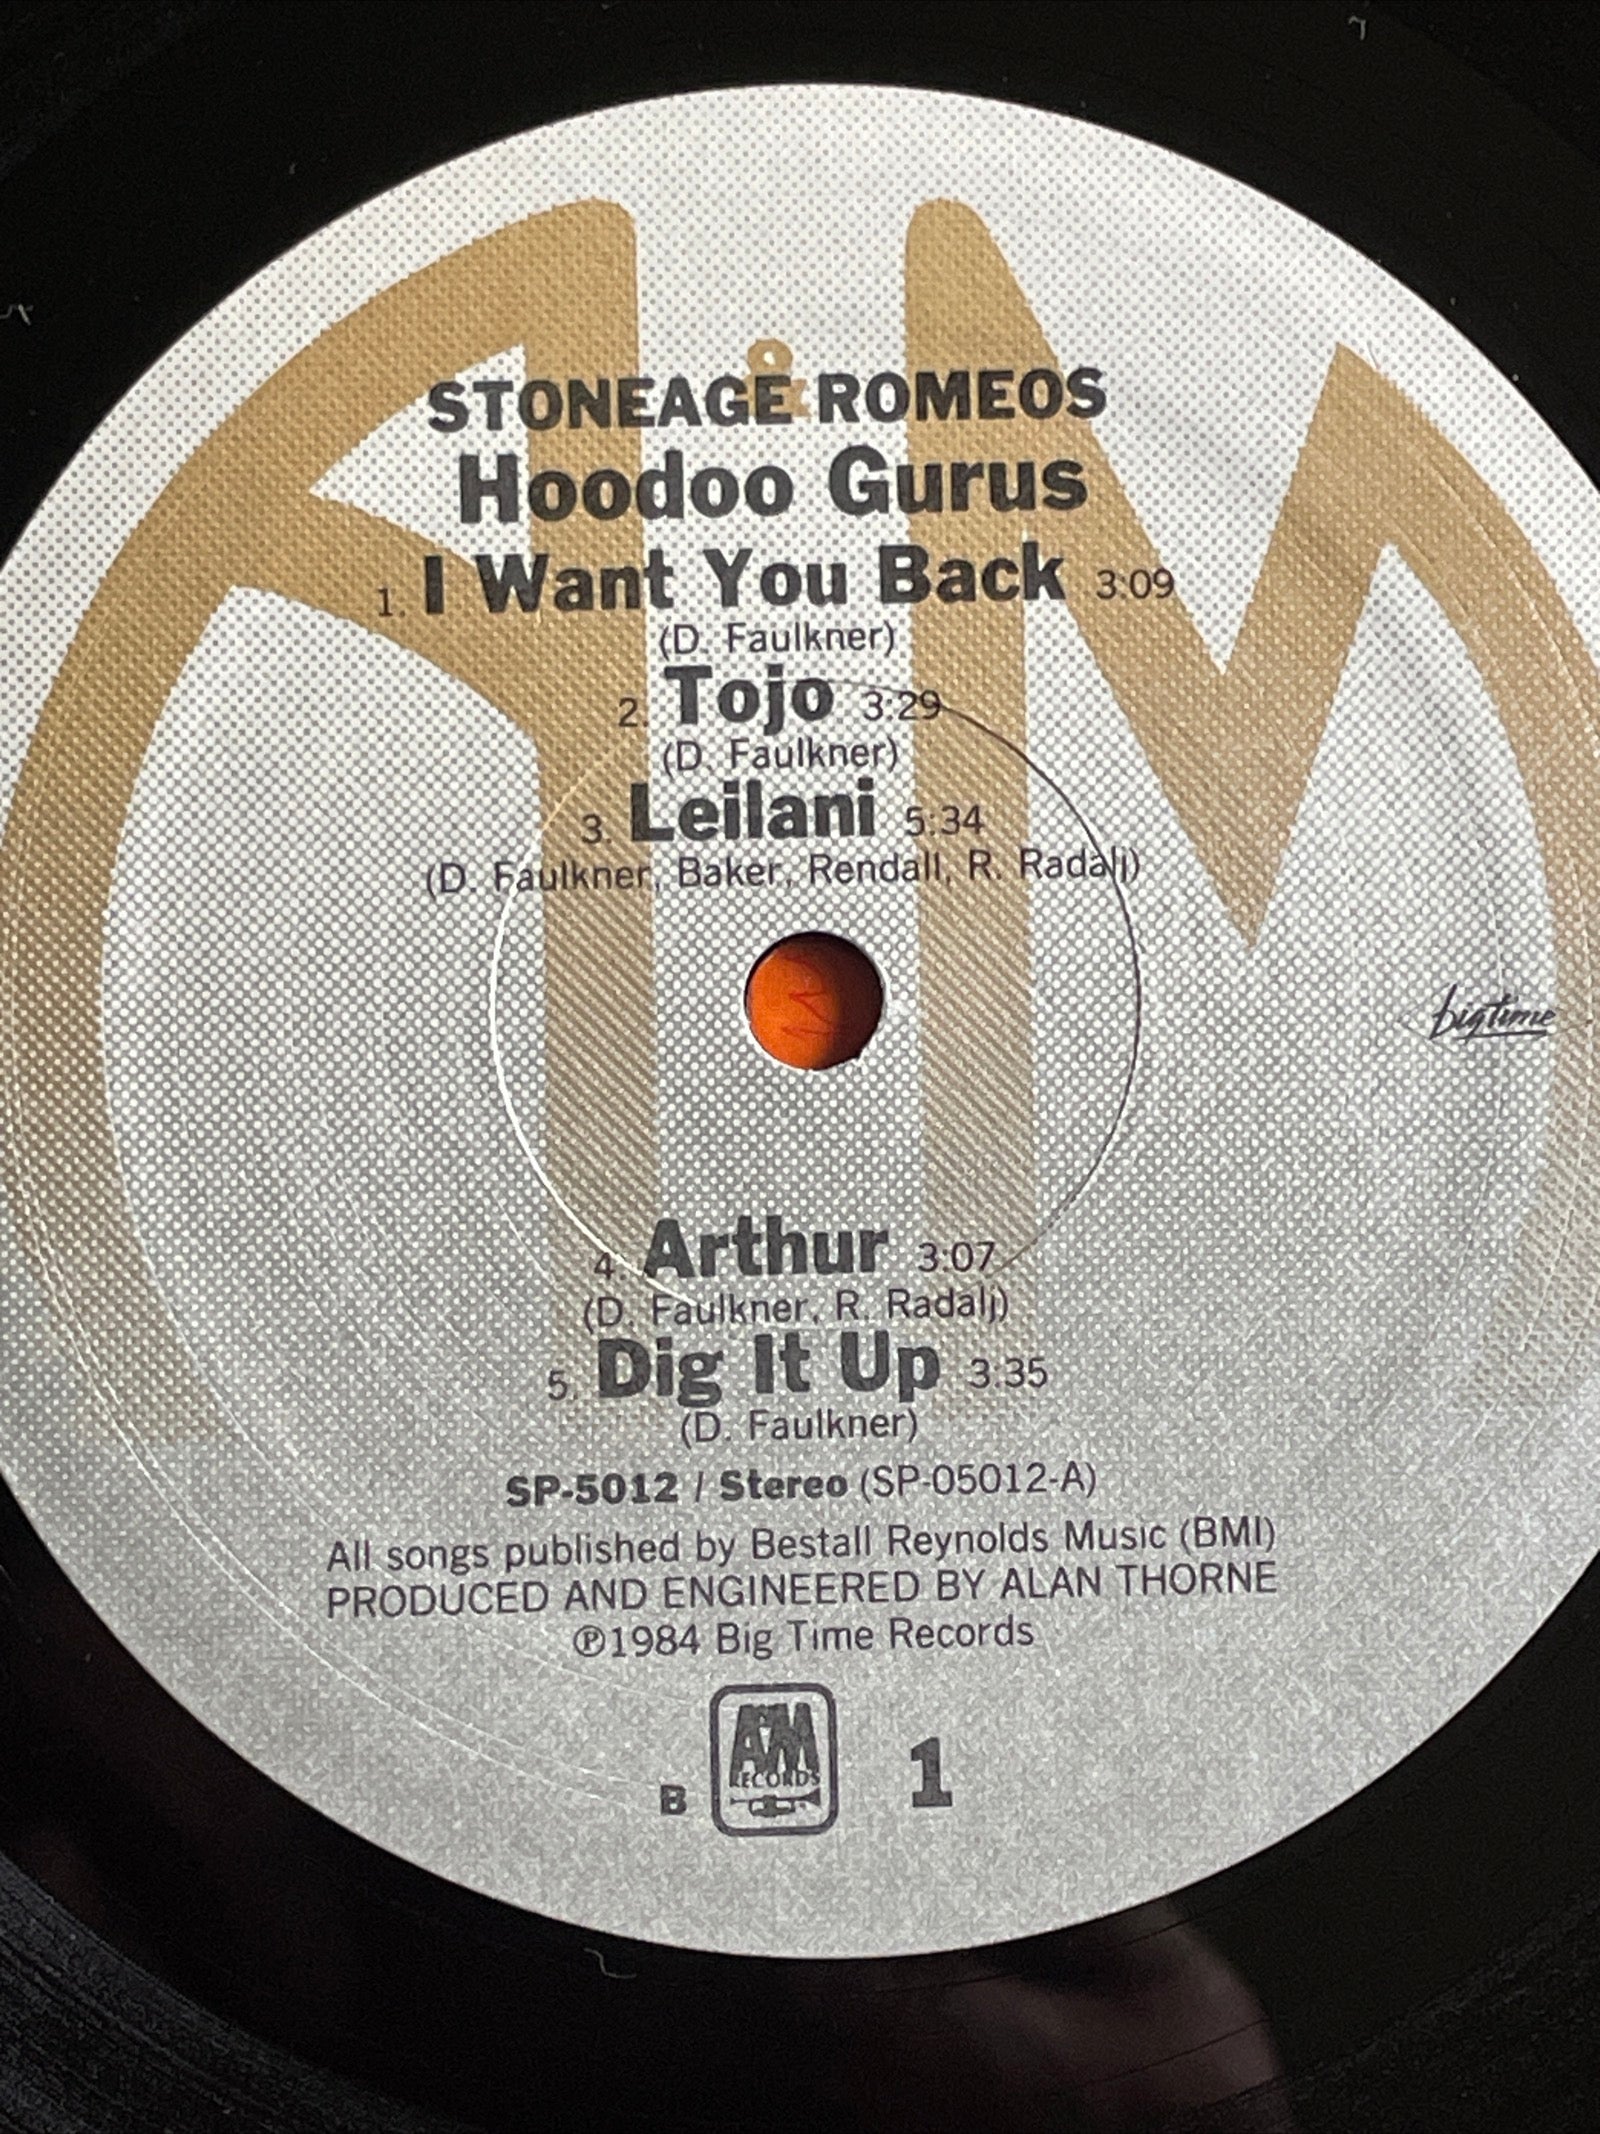 A&M
STONEAGE ROMEOS
Hoodoo Gurus
1. I Want You Back 3:09
(D. Faulkner)
2. Tojo 3:29
(D. Faulkner)
3. Leilani 5:34
(D. Faulkner, Baker, Rendall, R. Radalj)
bigtime
4. Arthur 3:07
(D. Faulkner, R. Radalj)
5. Dig It Up 3:35
(D. Faulkner)
SP-5012 / Stereo (SP-05012-A)
All songs published by Bestall Reynolds Music (BMI)
PRODUCED AND ENGINEERED BY ALAN THORNE
℗1984 Big Time Records
B A&M RECORDS 1